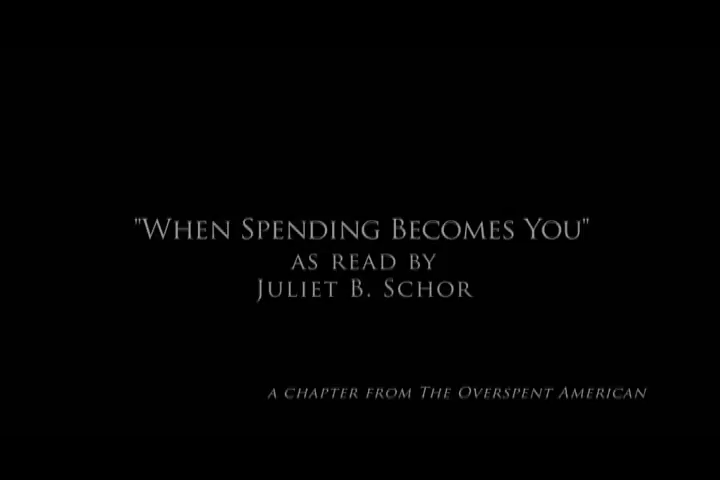 "When Spending Becomes You"
as read by
Juliet B. Schor
a chapter from The Overspent American